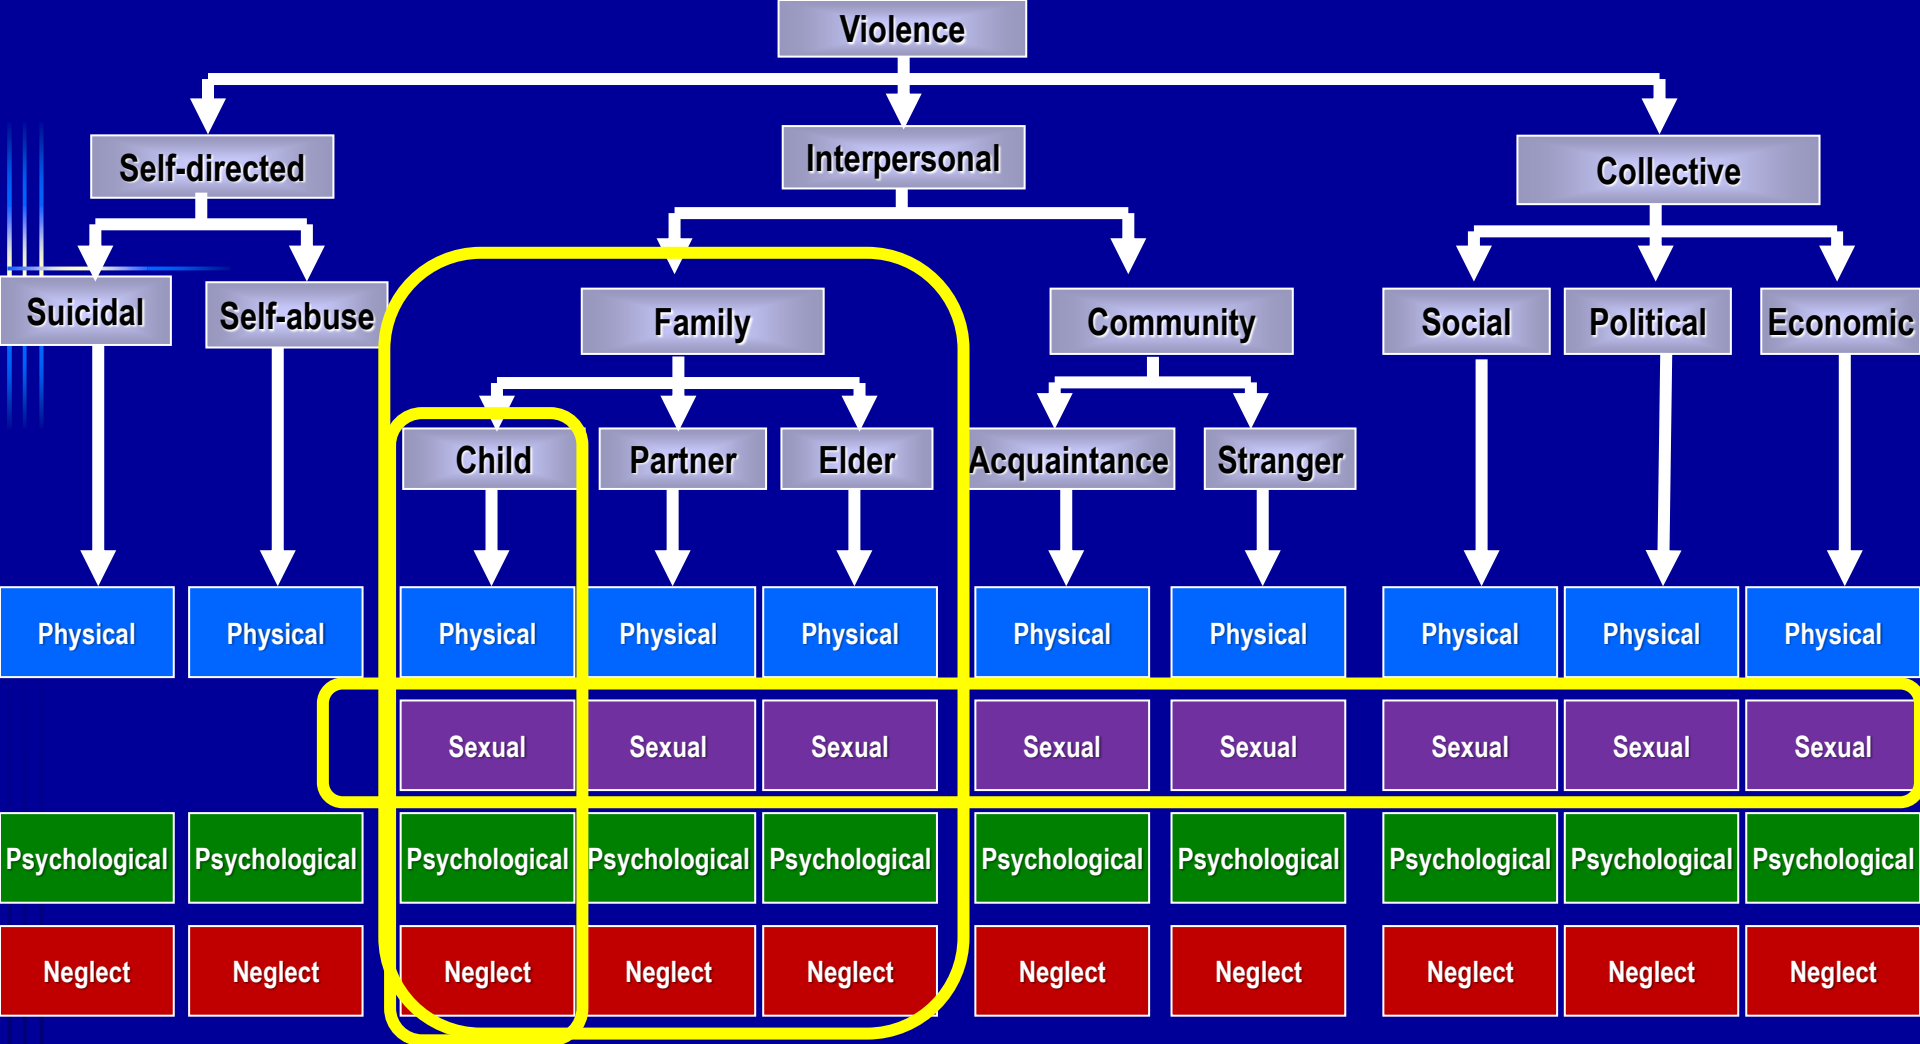 Violence
Self-directed
Interpersonal
Collective
Suicidal
Self-abuse
Family
Community
Social
Political
Economic
Child
Partner
Elder
Acquaintance
Stranger
Physical
Physical
Physical
Physical
Physical
Physical
Physical
Physical
Physical
Physical
Sexual
Sexual
Sexual
Sexual
Sexual
Sexual
Sexual
Sexual
Psychological
Psychological
Psychological
Psychological
Psychological
Psychological
Psychological
Psychological
Psychological
Psychological
Neglect
Neglect
Neglect
Neglect
Neglect
Neglect
Neglect
Neglect
Neglect
Neglect